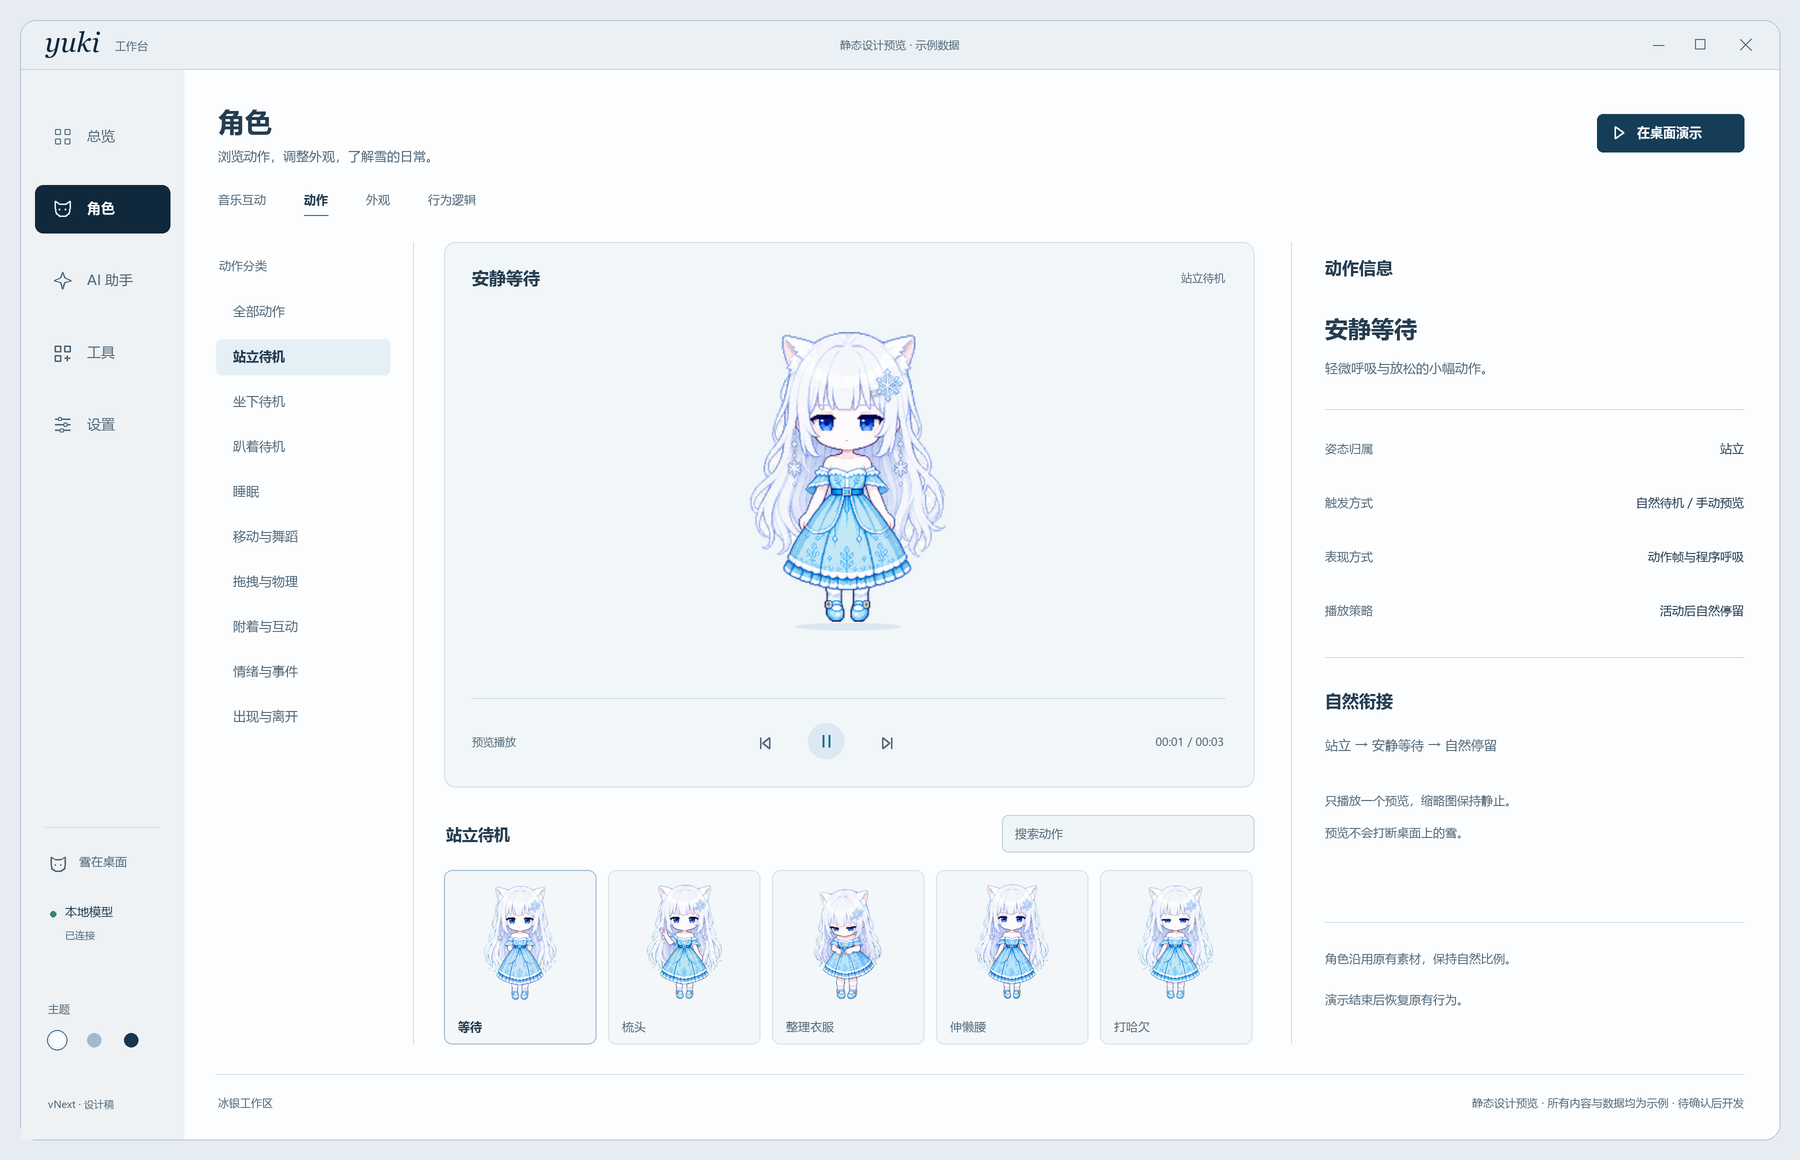 yuki 工作台
静态设计预览 · 示例数据
总览
角色
AI 助手
工具
设置
雪在桌面
本地模型
已连接
主题
vNext · 设计稿
角色
浏览动作，调整外观，了解雪的日常。
在桌面演示
音乐互动 动作 外观 行为逻辑
动作分类
全部动作
站立待机
坐下待机
趴着待机
睡眠
移动与舞蹈
拖拽与物理
附着与互动
情绪与事件
出现与离开
安静等待
站立待机
预览播放
00:01 / 00:03
站立待机
搜索动作
等待
梳头
整理衣服
伸懒腰
打哈欠
动作信息
安静等待
轻微呼吸与放松的小幅动作。
姿态归属 站立
触发方式 自然待机 / 手动预览
表现方式 动作帧与程序呼吸
播放策略 活动后自然停留
自然衔接
站立 → 安静等待 → 自然停留
只播放一个预览，缩略图保持静止。
预览不会打断桌面上的雪。
角色沿用原有素材，保持自然比例。
演示结束后恢复原有行为。
冰银工作区
静态设计预览 · 所有内容与数据均为示例 · 待确认后开发